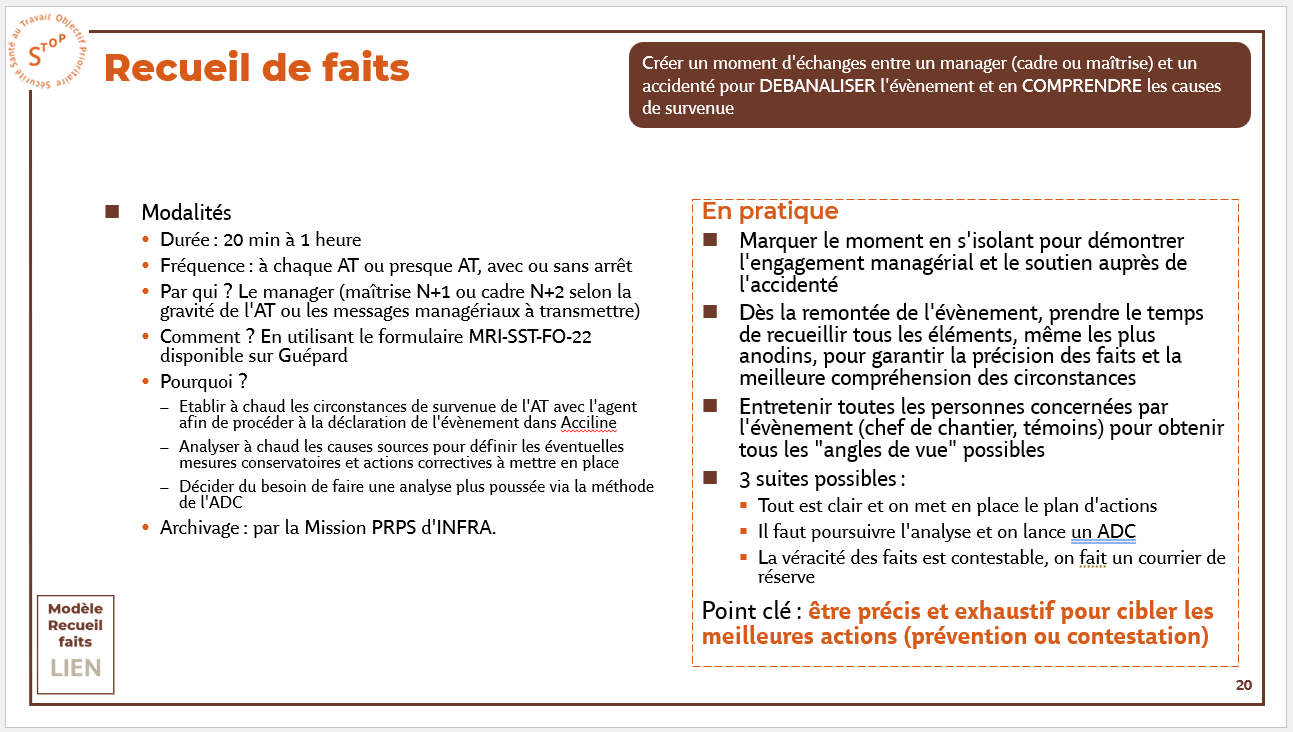 Santé au Travail Objectif Prioritaire Sécurité
STOP
Recueil de faits
Créer un moment d'échanges entre un manager (cadre ou maîtrise) et un
accidenté pour DEBANALISER l'évènement et en COMPRENDRE les causes
de survenue
Modalités
Durée : 20 min à 1 heure
Fréquence : à chaque AT ou presque AT, avec ou sans arrêt
Par qui ? Le manager (maîtrise N+1 ou cadre N+2 selon la
gravité de l'AT ou les messages managériaux à transmettre)
Comment ? En utilisant le formulaire MRI-SST-FO-22
disponible sur Guépard
Pourquoi ?
– Etablir à chaud les circonstances de survenue de l'AT avec l'agent
afin de procéder à la déclaration de l'évènement dans Acciline
– Analyser à chaud les causes sources pour définir les éventuelles
mesures conservatoires et actions correctives à mettre en place
– Décider du besoin de faire une analyse plus poussée via la méthode
de l'ADC
Archivage : par la Mission PRPS d'INFRA.
Modèle
Recueil
faits
LIEN
En pratique
Marquer le moment en s'isolant pour démontrer
l'engagement managérial et le soutien auprès de
l'accidenté
Dès la remontée de l'évènement, prendre le temps
de recueillir tous les éléments, même les plus
anodins, pour garantir la précision des faits et la
meilleure compréhension des circonstances
Entretenir toutes les personnes concernées par
l'évènement (chef de chantier, témoins) pour obtenir
tous les "angles de vue" possibles
3 suites possibles :
Tout est clair et on met en place le plan d'actions
Il faut poursuivre l'analyse et on lance un ADC
La véracité des faits est contestable, on fait un courrier de
réserve
Point clé : être précis et exhaustif pour cibler les
meilleures actions (prévention ou contestation)
20